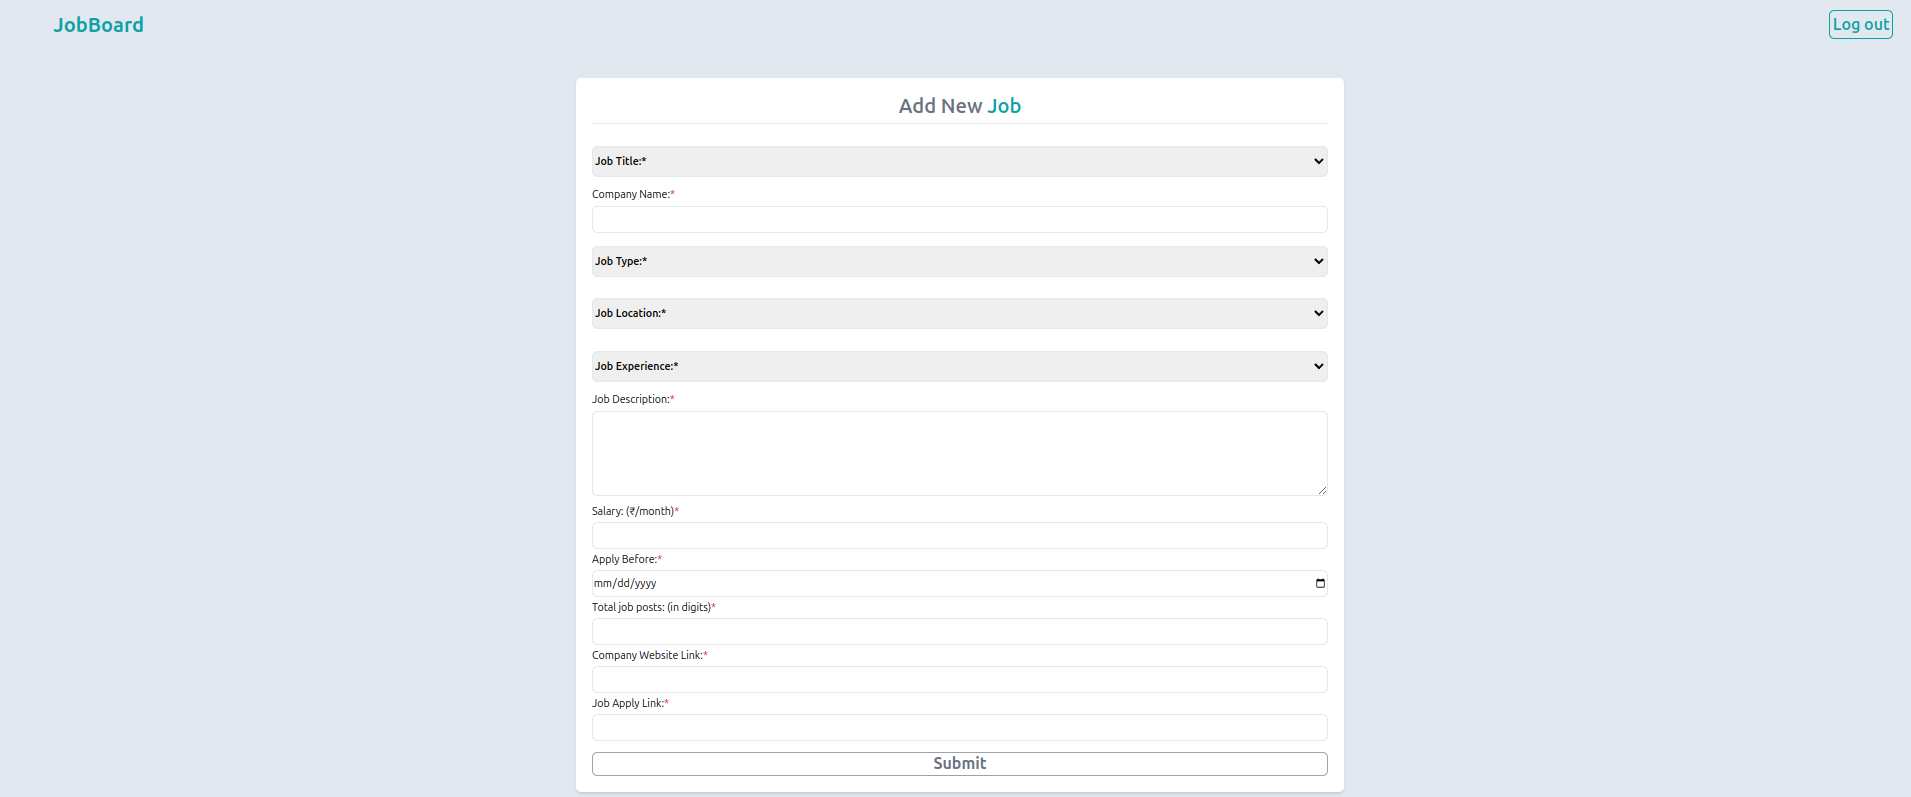 JobBoard
Log out
Add New Job
Job Title:*
Company Name:*
Job Type:*
Job Location:*
Job Experience:*
Job Description:*
Salary: (₹/month)*
Apply Before:*
mm/dd/yyyy
Total job posts: (in digits)*
Company Website Link:*
Job Apply Link:*
Submit